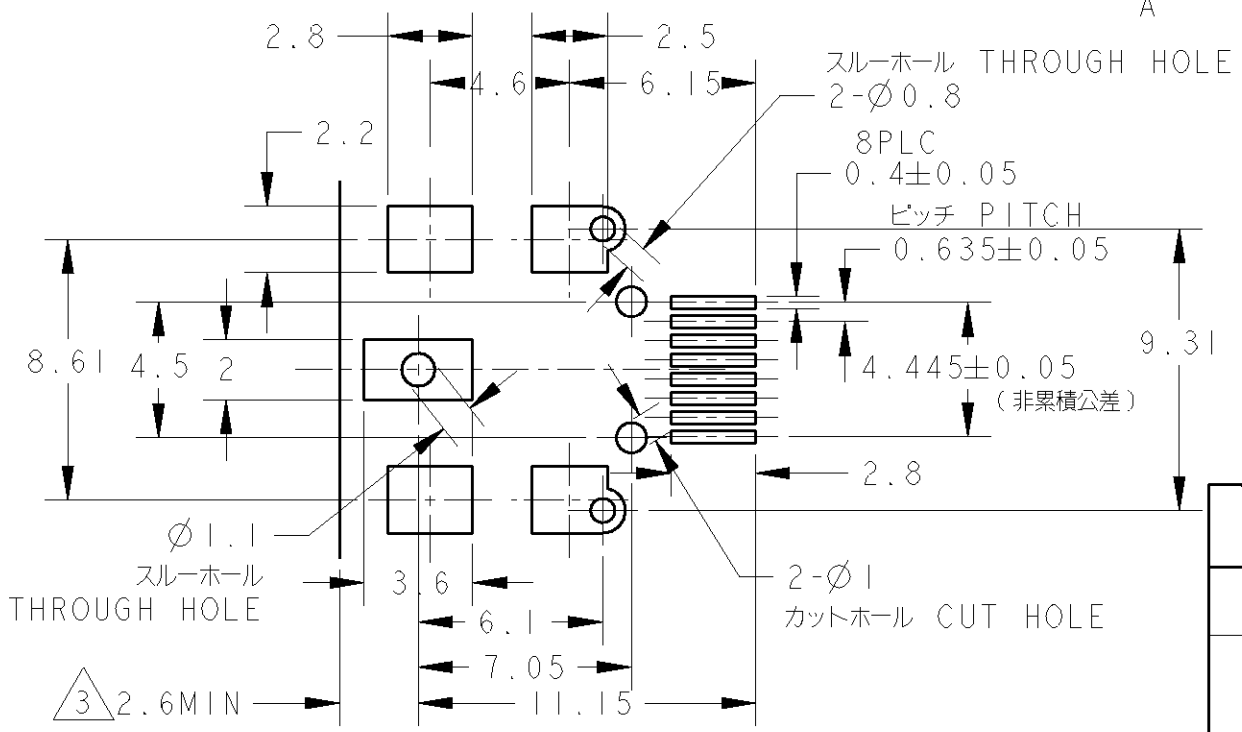 A
2.8
2.5
スルーホール THROUGH HOLE
4.6
6.15
2-Ø0.8
2.2
8PLC
0.4±0.05
ピッチ PITCH
0.635±0.05
8.61
4.5
2
9.31
4.445±0.05
(非累積公差)
2.8
Ø1.1
スルーホール
THROUGH HOLE
3.6
2-Ø1
カットホール CUT HOLE
6.1
7.05
3 2.6MIN
11.15